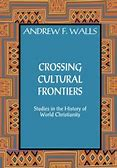 ANDREW F. WALLS
CROSSING
CULTURAL
FRONTIERS
Studies in the History of
World Christianity